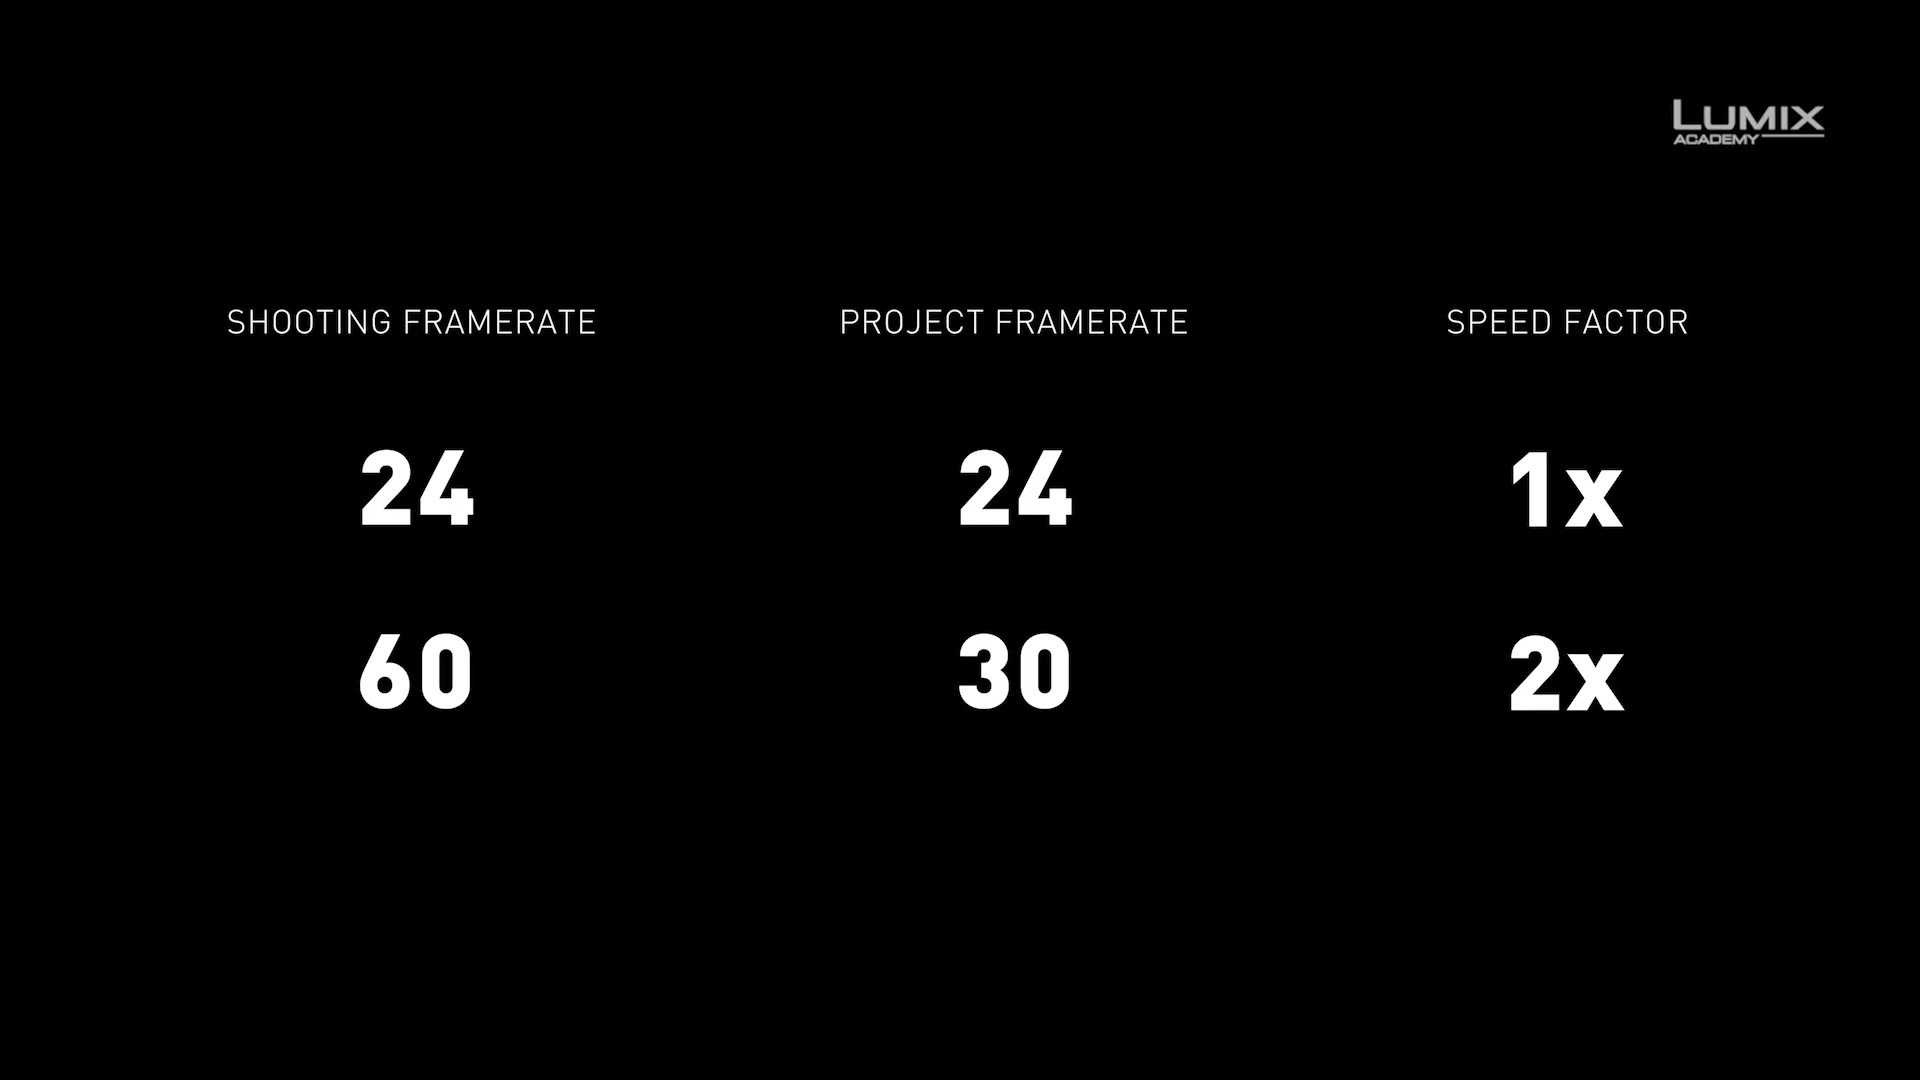 LUMIX
ACADEMY
SHOOTING FRAMERATE PROJECT FRAMERATE SPEED FACTOR
24 24 1x
60 30 2x